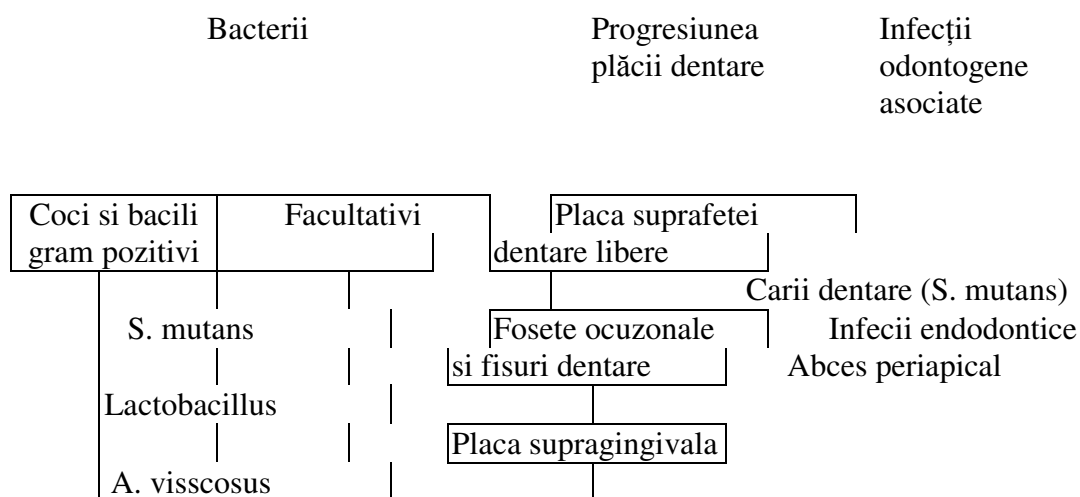 Bacterii
Progresiunea
plăcii dentare
Infecții
odontogene
asociate
Coci si bacili
gram pozitivi
Facultativi
Placa suprafetei
dentare libere
Carii dentare (S. mutans)
S. mutans
Fosete ocuzonale
si fisuri dentare
Infecii endodontice
Abces periapical
Lactobacillus
Placa supragingivala
A. visscosus